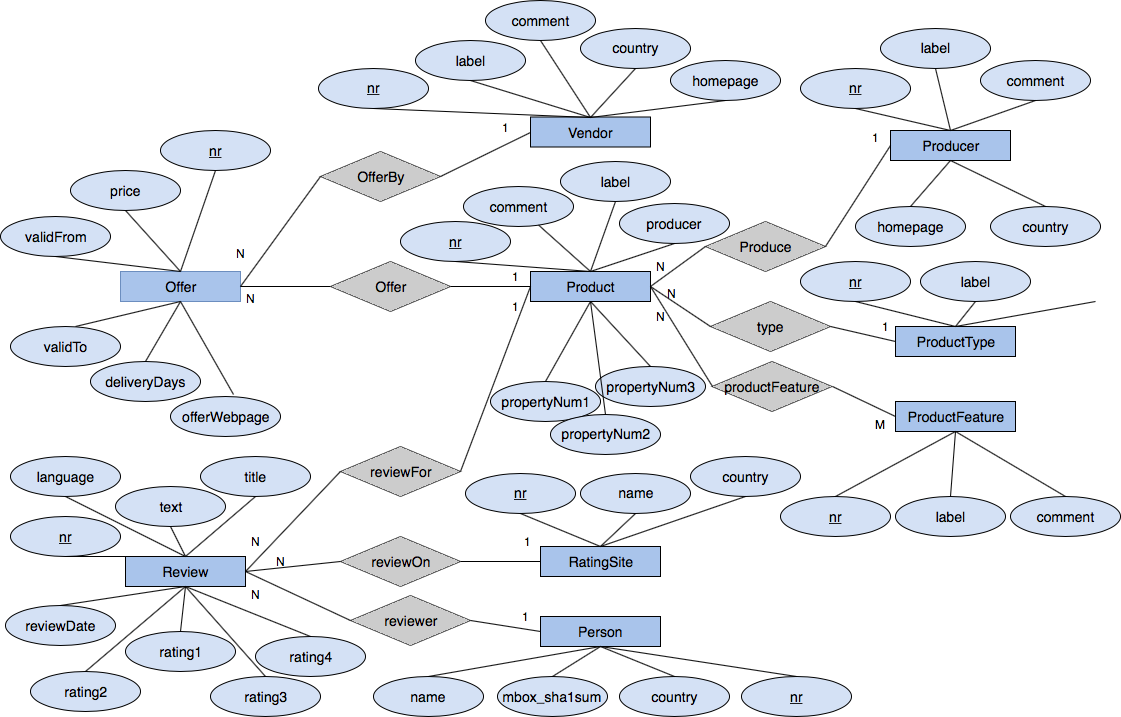 comment
label
country
nr
homepage
1
Vendor
label
nr
comment
1
Producer
homepage
country
nr
price
validFrom
OfferBy
N
Offer
N
validTo
deliveryDays
offerWebpage
Offer
label
comment
producer
nr
1
Product
1
N
N
N
Produce
type
productFeature
propertyNum1
propertyNum3
propertyNum2
nr
label
1
ProductType
ProductFeature
M
nr
label
comment
language
title
text
nr
reviewFor
N
N
Review
N
reviewDate
rating1
rating4
rating2
rating3
reviewOn
reviewer
nr
name
country
1
RatingSite
1
Person
name
mbox_sha1sum
country
nr